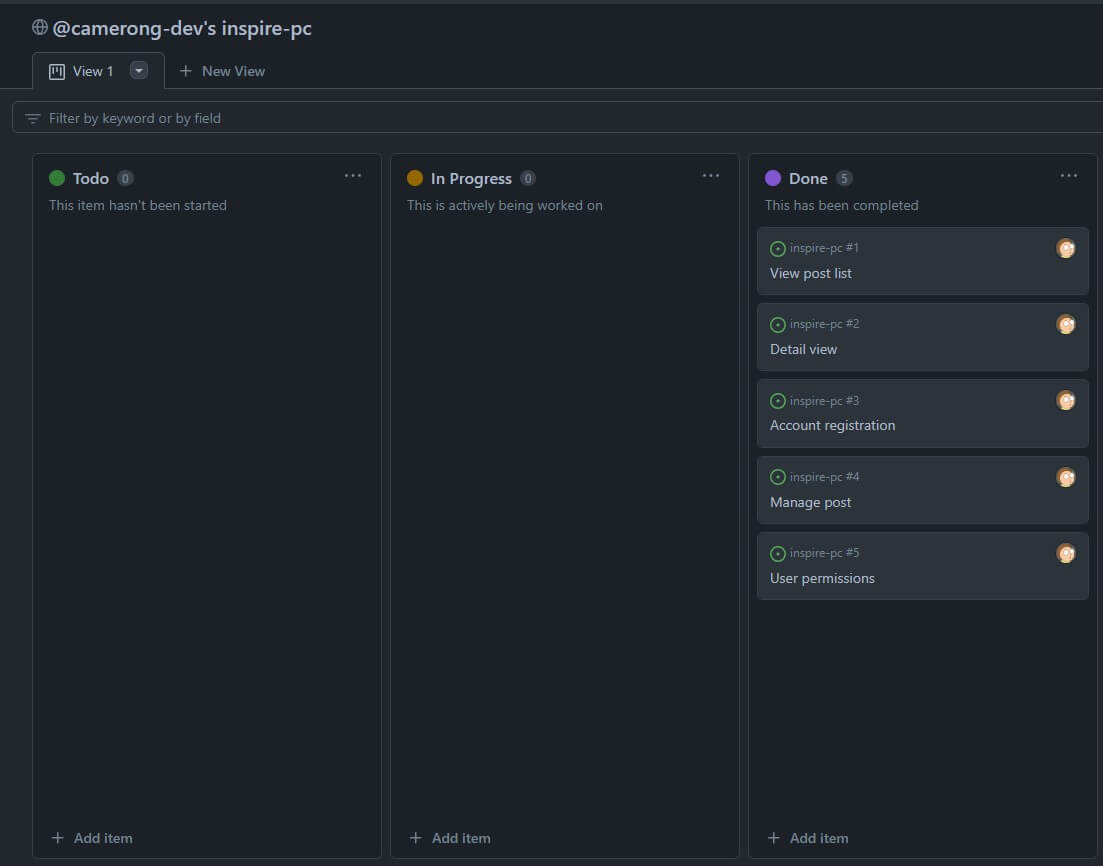 @camerong-dev's inspire-pc
View 1
New View
Filter by keyword or by field
Todo 0
This item hasn't been started
Add item
In Progress 0
This is actively being worked on
Add item
Done 5
This has been completed
inspire-pc #1
View post list
inspire-pc #2
Detail view
inspire-pc #3
Account registration
inspire-pc #4
Manage post
inspire-pc #5
User permissions
Add item